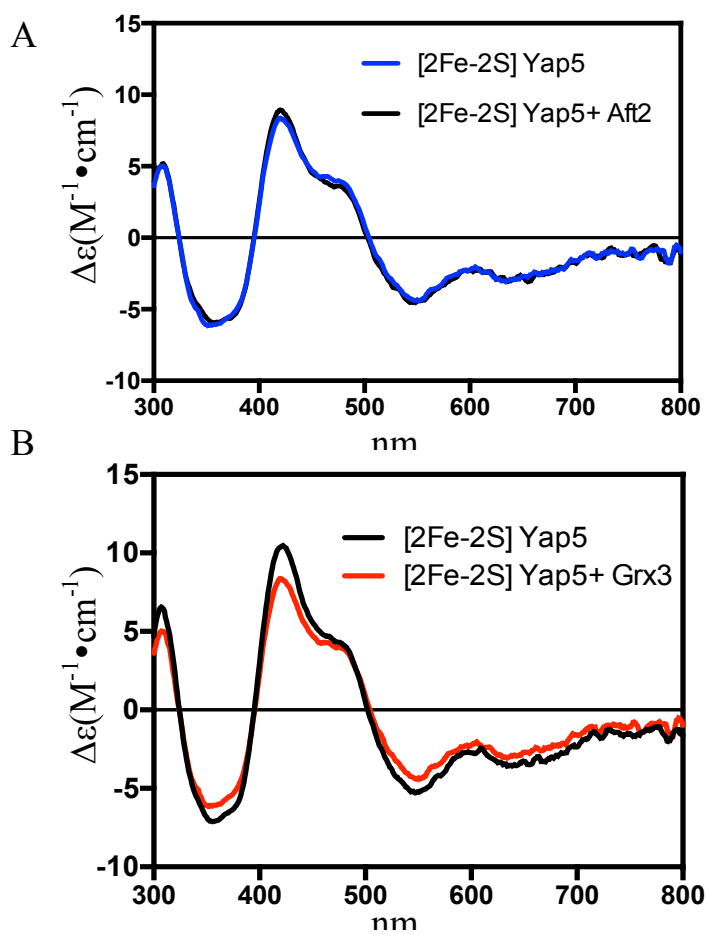 A
15
10
5
0
-5
-10
Δε(M⁻¹•cm⁻¹)
[2Fe-2S] Yap5
[2Fe-2S] Yap5+ Aft2
300 400 500 600 700 800
nm
B
15
10
5
0
-5
-10
Δε(M⁻¹•cm⁻¹)
[2Fe-2S] Yap5
[2Fe-2S] Yap5+ Grx3
300 400 500 600 700 800
nm